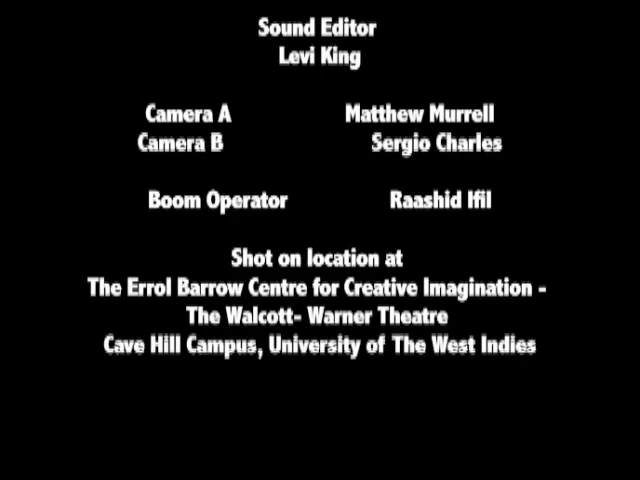 Sound Editor
Levi King
Camera A Matthew Murrell
Camera B Sergio Charles
Boom Operator Raashid Ifil
Shot on location at
The Errol Barrow Centre for Creative Imagination -
The Walcott- Warner Theatre
Cave Hill Campus, University of The West Indies